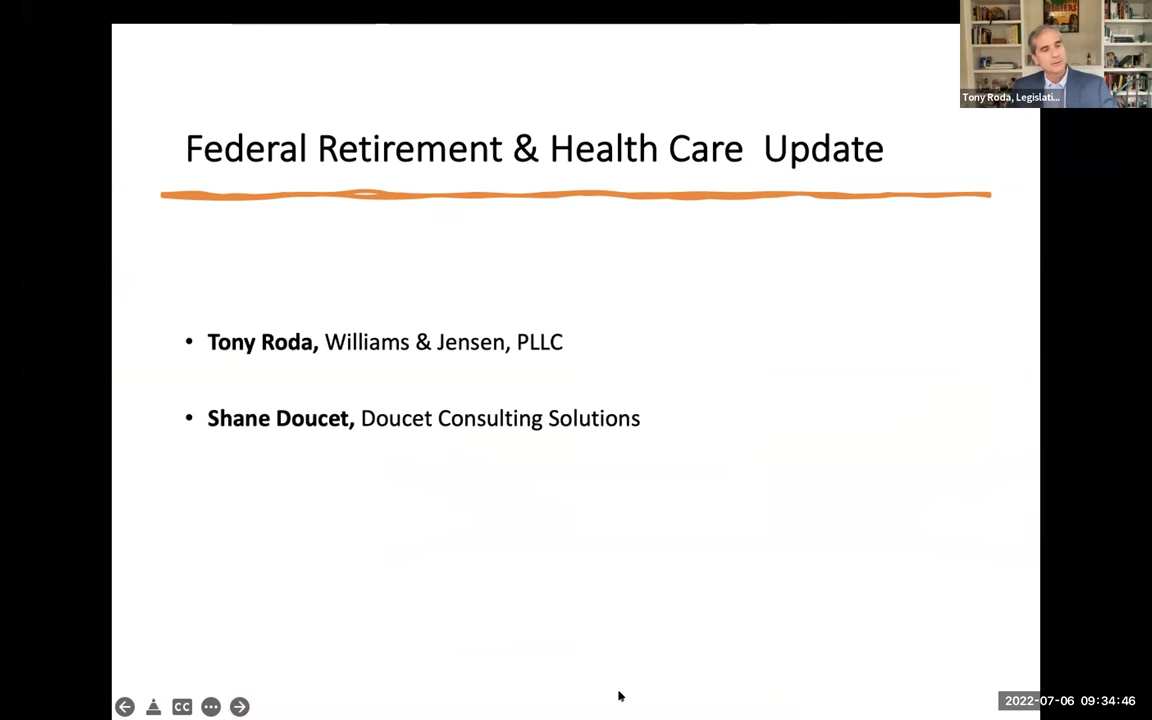 Federal Retirement & Health Care Update
Tony Roda, Legislati...
• Tony Roda, Williams & Jensen, PLLC
• Shane Doucet, Doucet Consulting Solutions
CC
2022-07-06 09:34:46